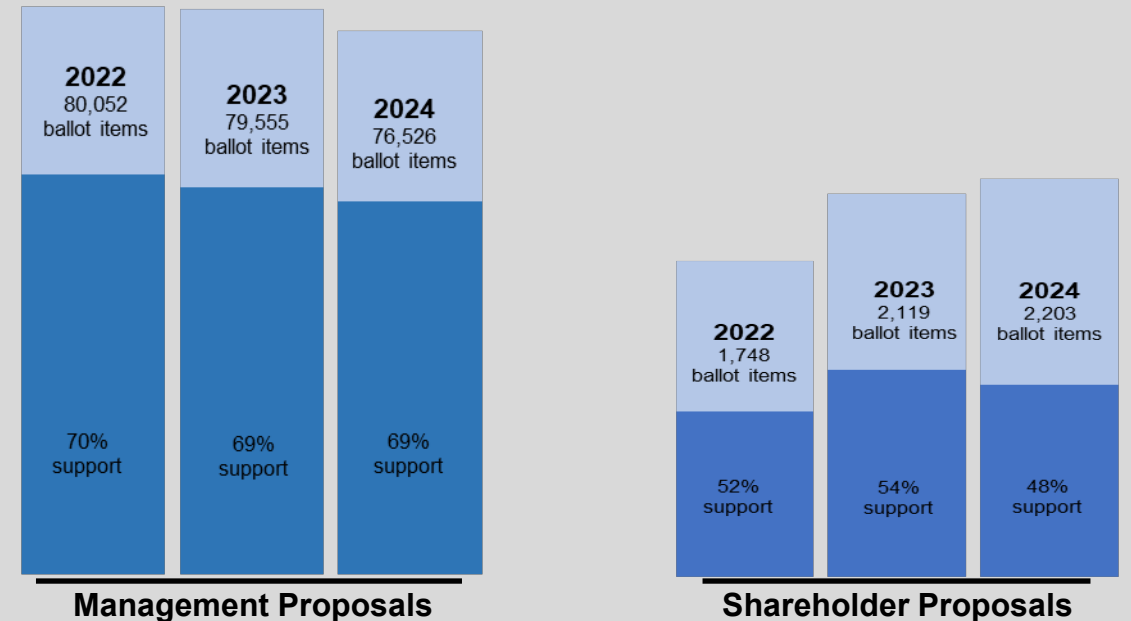 2022
80,052
ballot items
70%
support
2023
79,555
ballot items
69%
support
2024
76,526
ballot items
69%
support
Management Proposals
2022
1,748
ballot items
52%
support
2023
2,119
ballot items
54%
support
2024
2,203
ballot items
48%
support
Shareholder Proposals